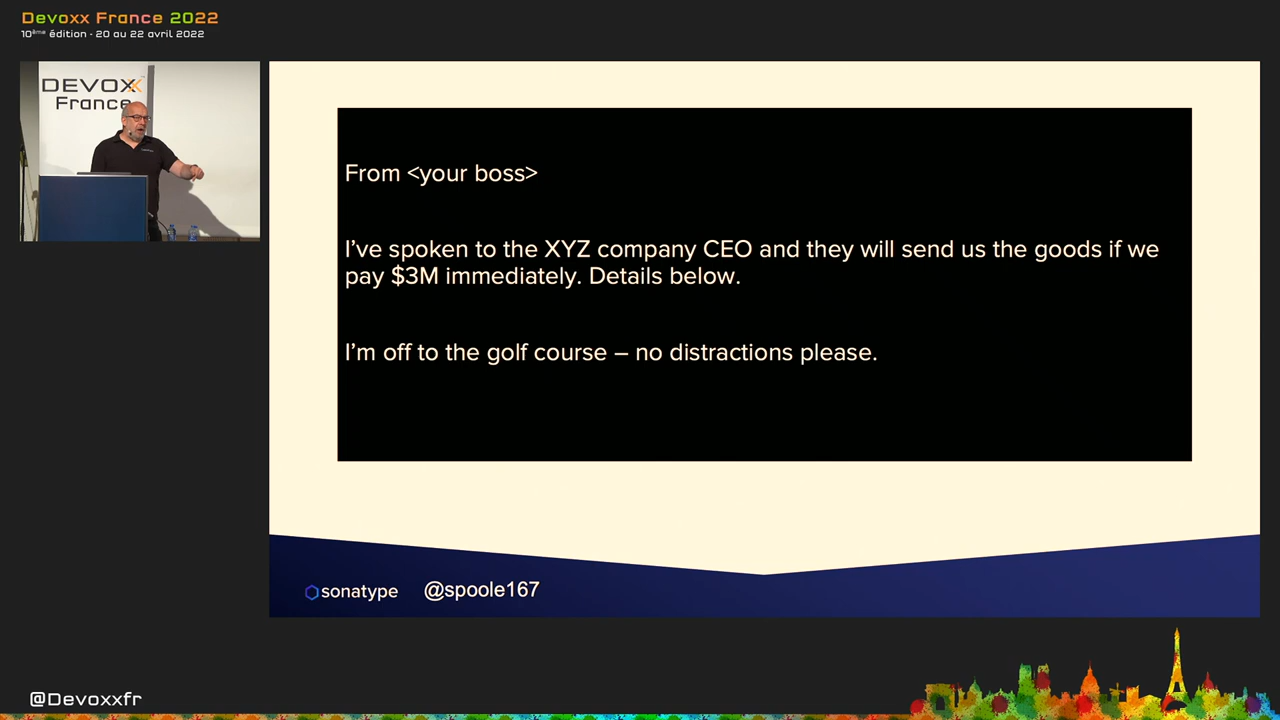 Devoxx France 2022
10ème édition - 20 au 22 avril 2022
DEVOXX
France
From <your boss>
I've spoken to the XYZ company CEO and they will send us the goods if we
pay $3M immediately. Details below.
I'm off to the golf course – no distractions please.
sonatype @spoole167
@Devoxxfr